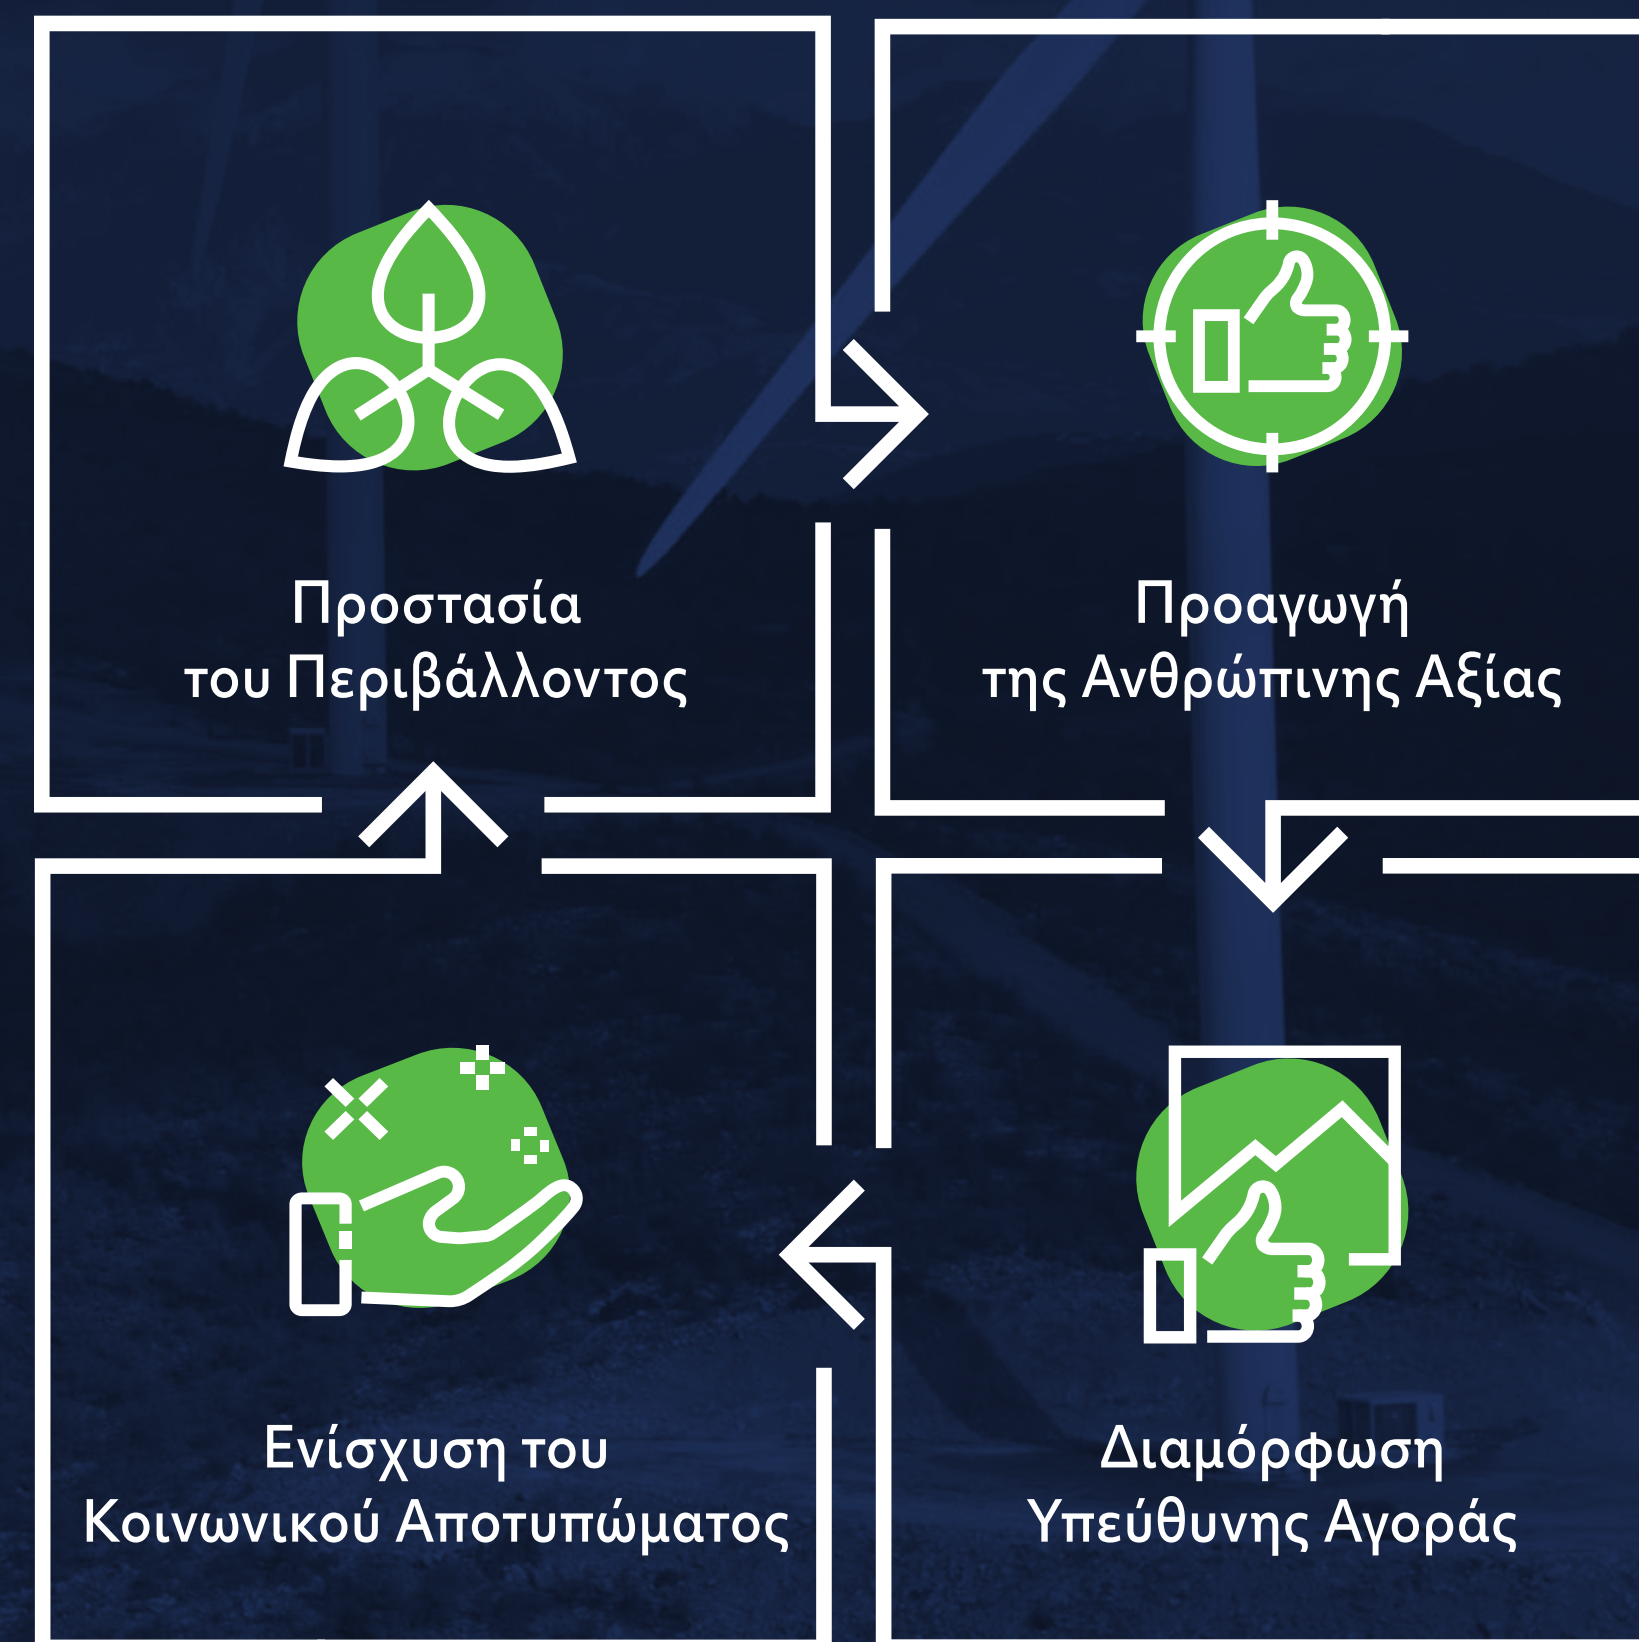 Προστασία
του Περιβάλλοντος
Προαγωγή
της Ανθρώπινης Αξίας
Ενίσχυση του
Κοινωνικού Αποτυπώματος
Διαμόρφωση
Υπεύθυνης Αγοράς